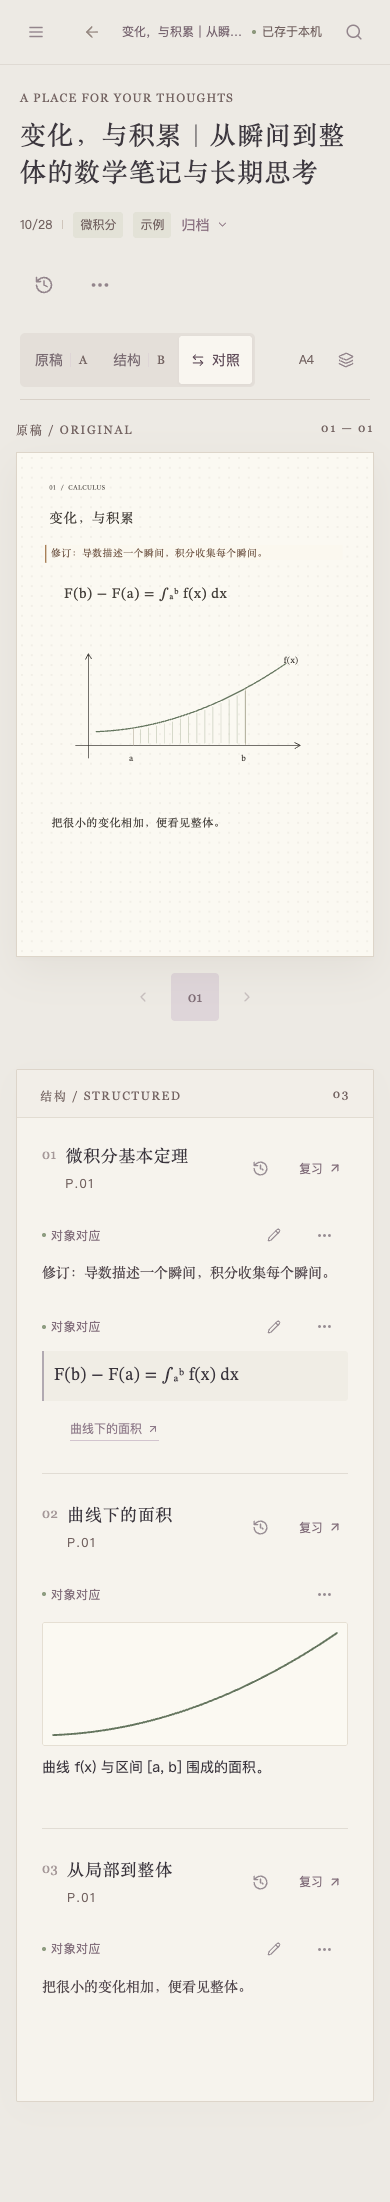 变化，与积累｜从瞬... 已存于本机
A PLACE FOR YOUR THOUGHTS
变化，与积累｜从瞬间到整
体的数学笔记与长期思考
10/28 微积分 示例 归档
原稿 A 结构 B 对照 A4
原稿 / ORIGINAL 01 — 01
01 / CALCULUS
变化，与积累
修订：导数描述一个瞬间，积分收集每个瞬间。
F(b) − F(a) = ∫ₐᵇ f(x) dx
f(x)
a b
把很小的变化相加，便看见整体。
01
结构 / STRUCTURED 03
01 微积分基本定理 复习
P.01
对象对应
修订：导数描述一个瞬间，积分收集每个瞬间。
对象对应
F(b) − F(a) = ∫ₐᵇ f(x) dx
曲线下的面积
02 曲线下的面积 复习
P.01
对象对应
曲线 f(x) 与区间 [a, b] 围成的面积。
03 从局部到整体 复习
P.01
对象对应
把很小的变化相加，便看见整体。